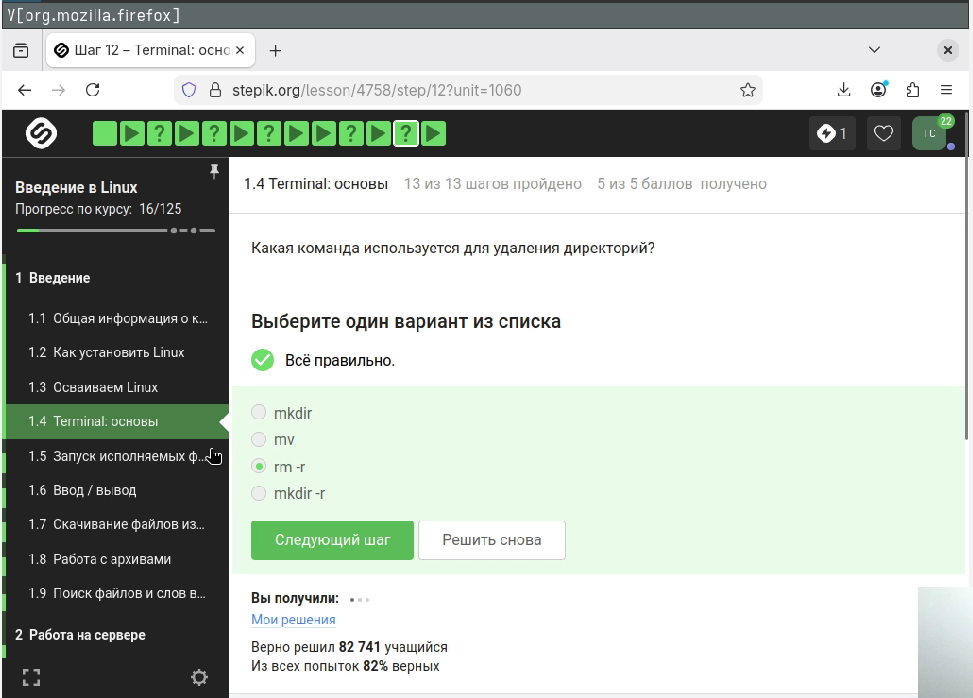 V[org.mozilla.firefox]
Шаг 12 – Terminal: осно
stepik.org/lesson/4758/step/12?unit=1060
? ? ? ? ?
1
TC
22
Введение в Linux
Прогресс по курсу: 16/125
1 Введение
1.1 Общая информация о к...
1.2 Как установить Linux
1.3 Осваиваем Linux
1.4 Terminal: основы
1.5 Запуск исполняемых ф...
1.6 Ввод / вывод
1.7 Скачивание файлов из...
1.8 Работа с архивами
1.9 Поиск файлов и слов в...
2 Работа на сервере
1.4 Terminal: основы 13 из 13 шагов пройдено 5 из 5 баллов получено
Какая команда используется для удаления директорий?
Выберите один вариант из списка
Всё правильно.
mkdir
mv
rm -r
mkdir -r
Следующий шаг Решить снова
Вы получили:
Мои решения
Верно решил 82 741 учащийся
Из всех попыток 82% верных